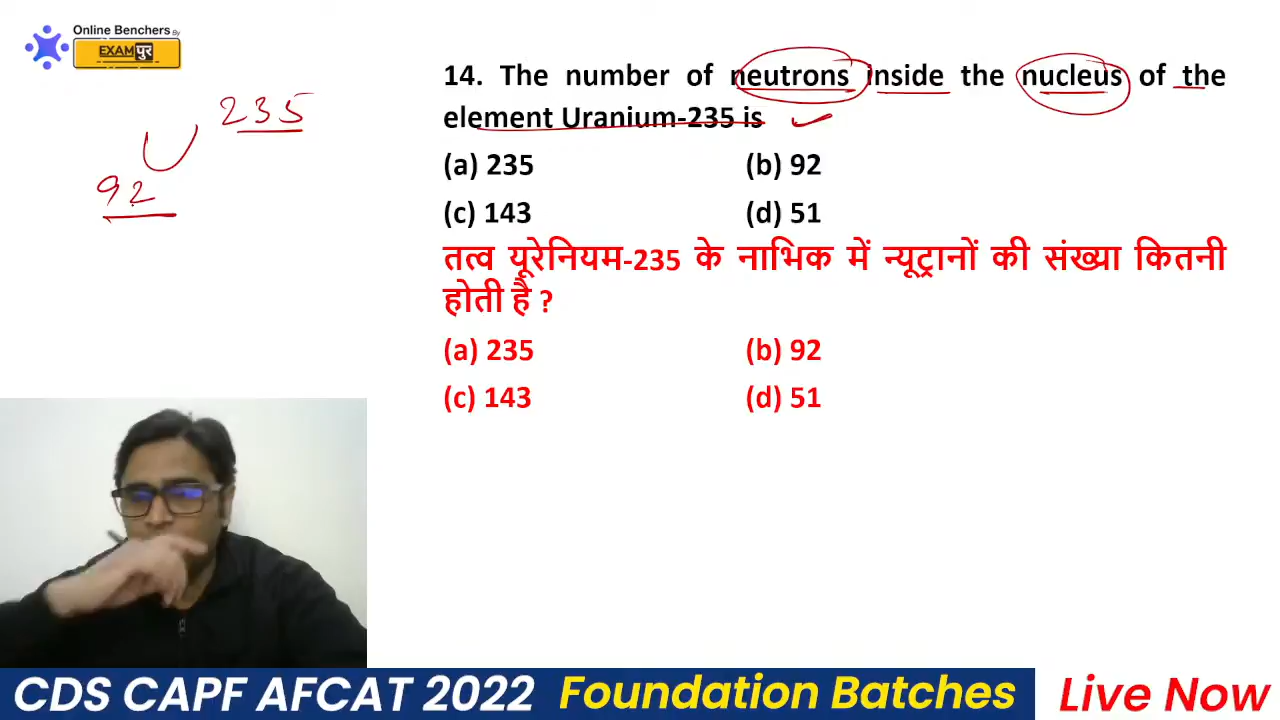 Online Benchers By
EXAMपुर
14. The number of neutrons inside the nucleus of the
element Uranium-235 is
(a) 235 (b) 92
(c) 143 (d) 51
तत्व यूरेनियम-235 के नाभिक में न्यूट्रानों की संख्या कितनी
होती है ?
(a) 235 (b) 92
(c) 143 (d) 51
235
U
92
CDS CAPF AFCAT 2022 Foundation Batches Live Now